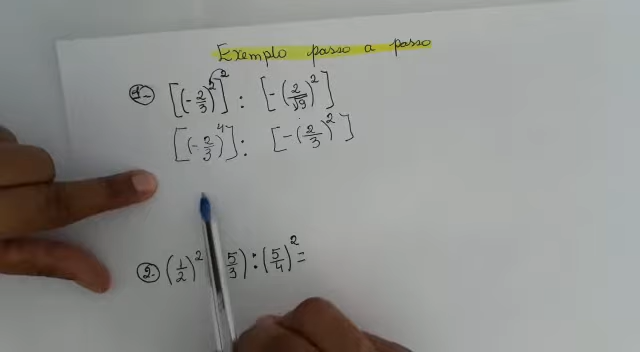 Exemplo passo a passo
1. [(-2/3)²]² : [-(2/√9)²]
[(-2/3)⁴] : [-(2/3)²]
2. (1/2)² 5/3) : (5/4)² =